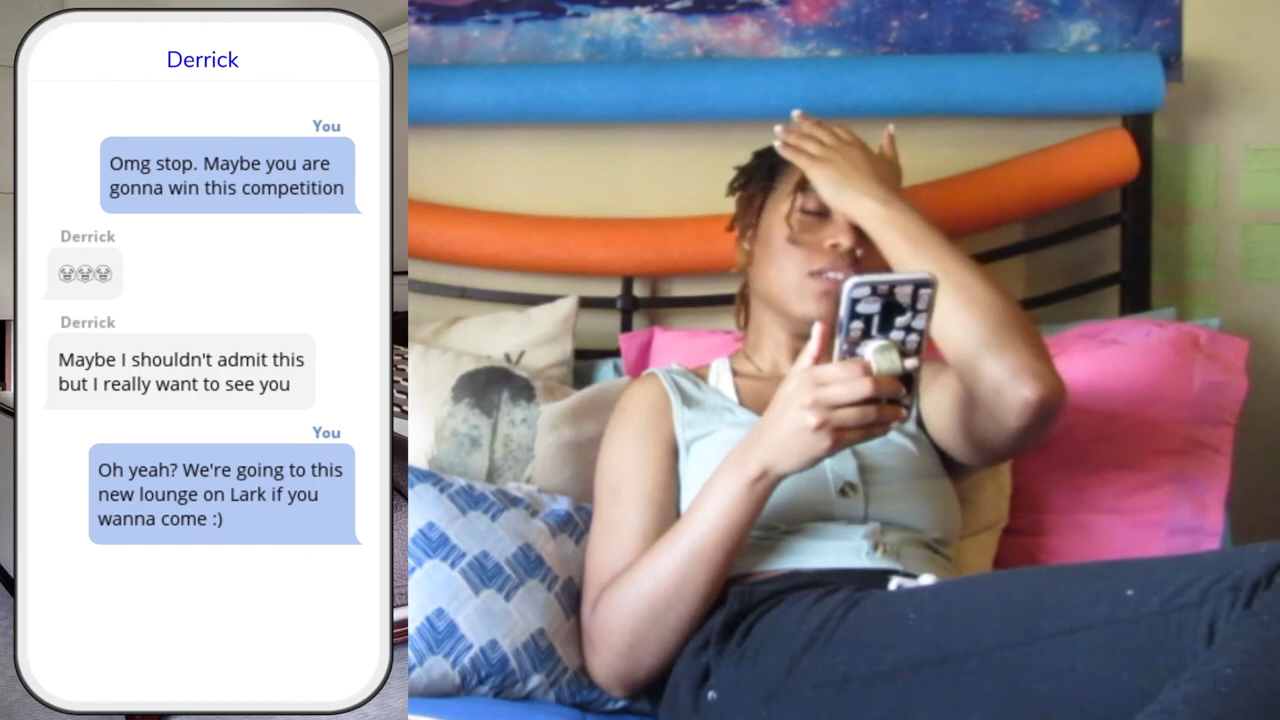 Derrick
You
Omg stop. Maybe you are
gonna win this competition
Derrick
😭😭😭
Derrick
Maybe I shouldn't admit this
but I really want to see you
You
Oh yeah? We're going to this
new lounge on Lark if you
wanna come :)